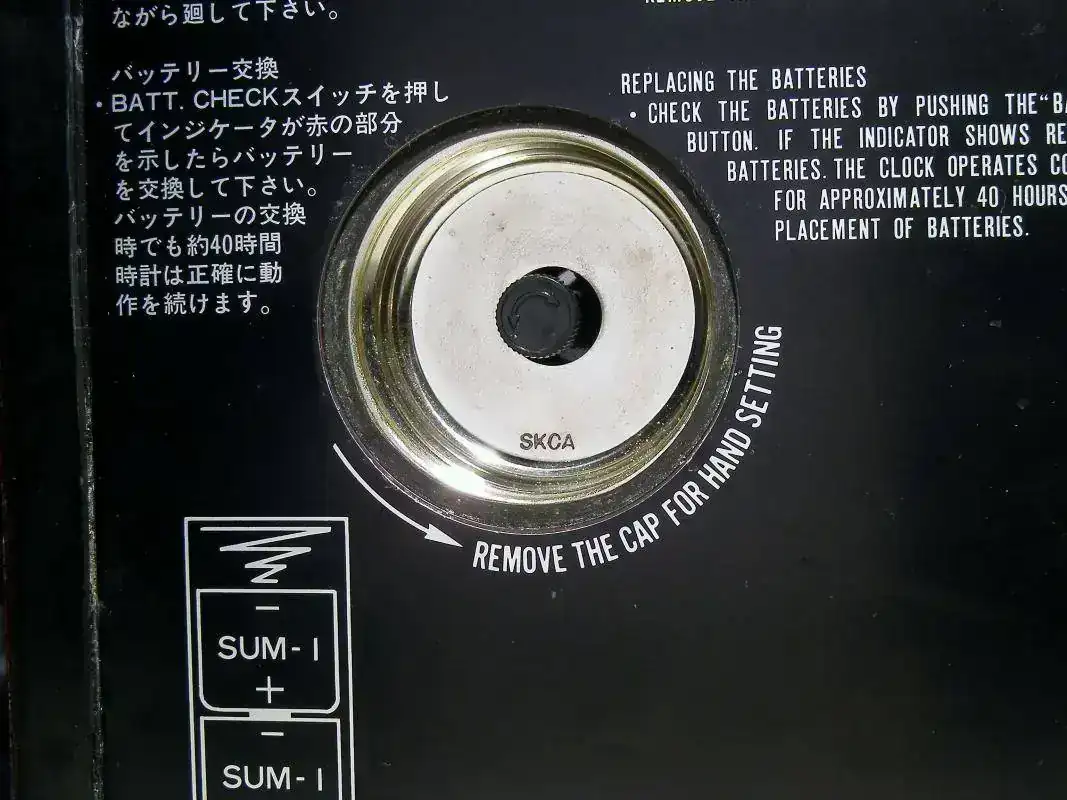 ながら廻して下さい。
バッテリー交換
・BATT. CHECKスイッチを押し
てインジケータが赤の部分
を示したらバッテリー
を交換して下さい。
バッテリーの交換
時でも約40時間
時計は正確に動
作を続けます。
REPLACING THE BATTERIES
• CHECK THE BATTERIES BY PUSHING THE “
BUTTON. IF THE INDICATOR SHOWS
BATTERIES. THE CLOCK OPERATES
FOR APPROXIMATELY 40 HOURS
PLACEMENT OF BATTERIES.
SKCA
REMOVE THE CAP FOR HAND SETTING
−
SUM-1
+
−
SUM-1